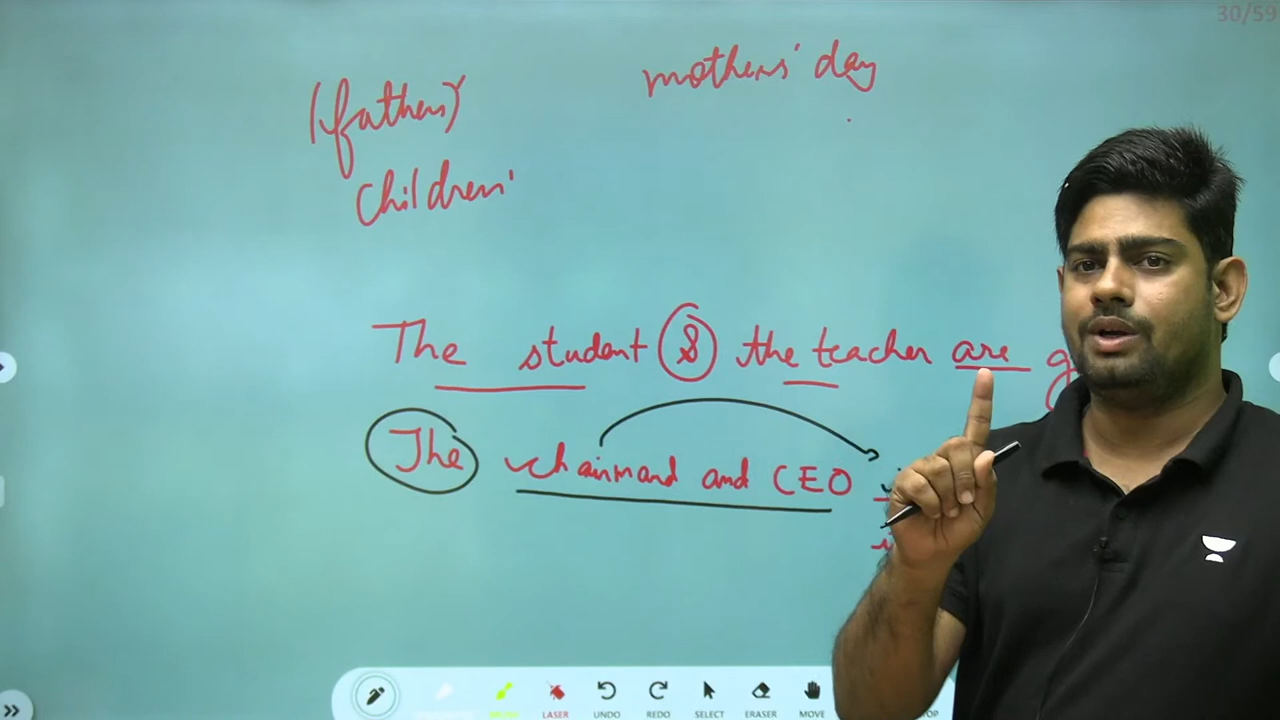 30/59
mothers' day
(fathers)'
Children'
The student & the teacher are g
The chairmand and CEO
LASER UNDO REDO SELECT ERASER MOVE